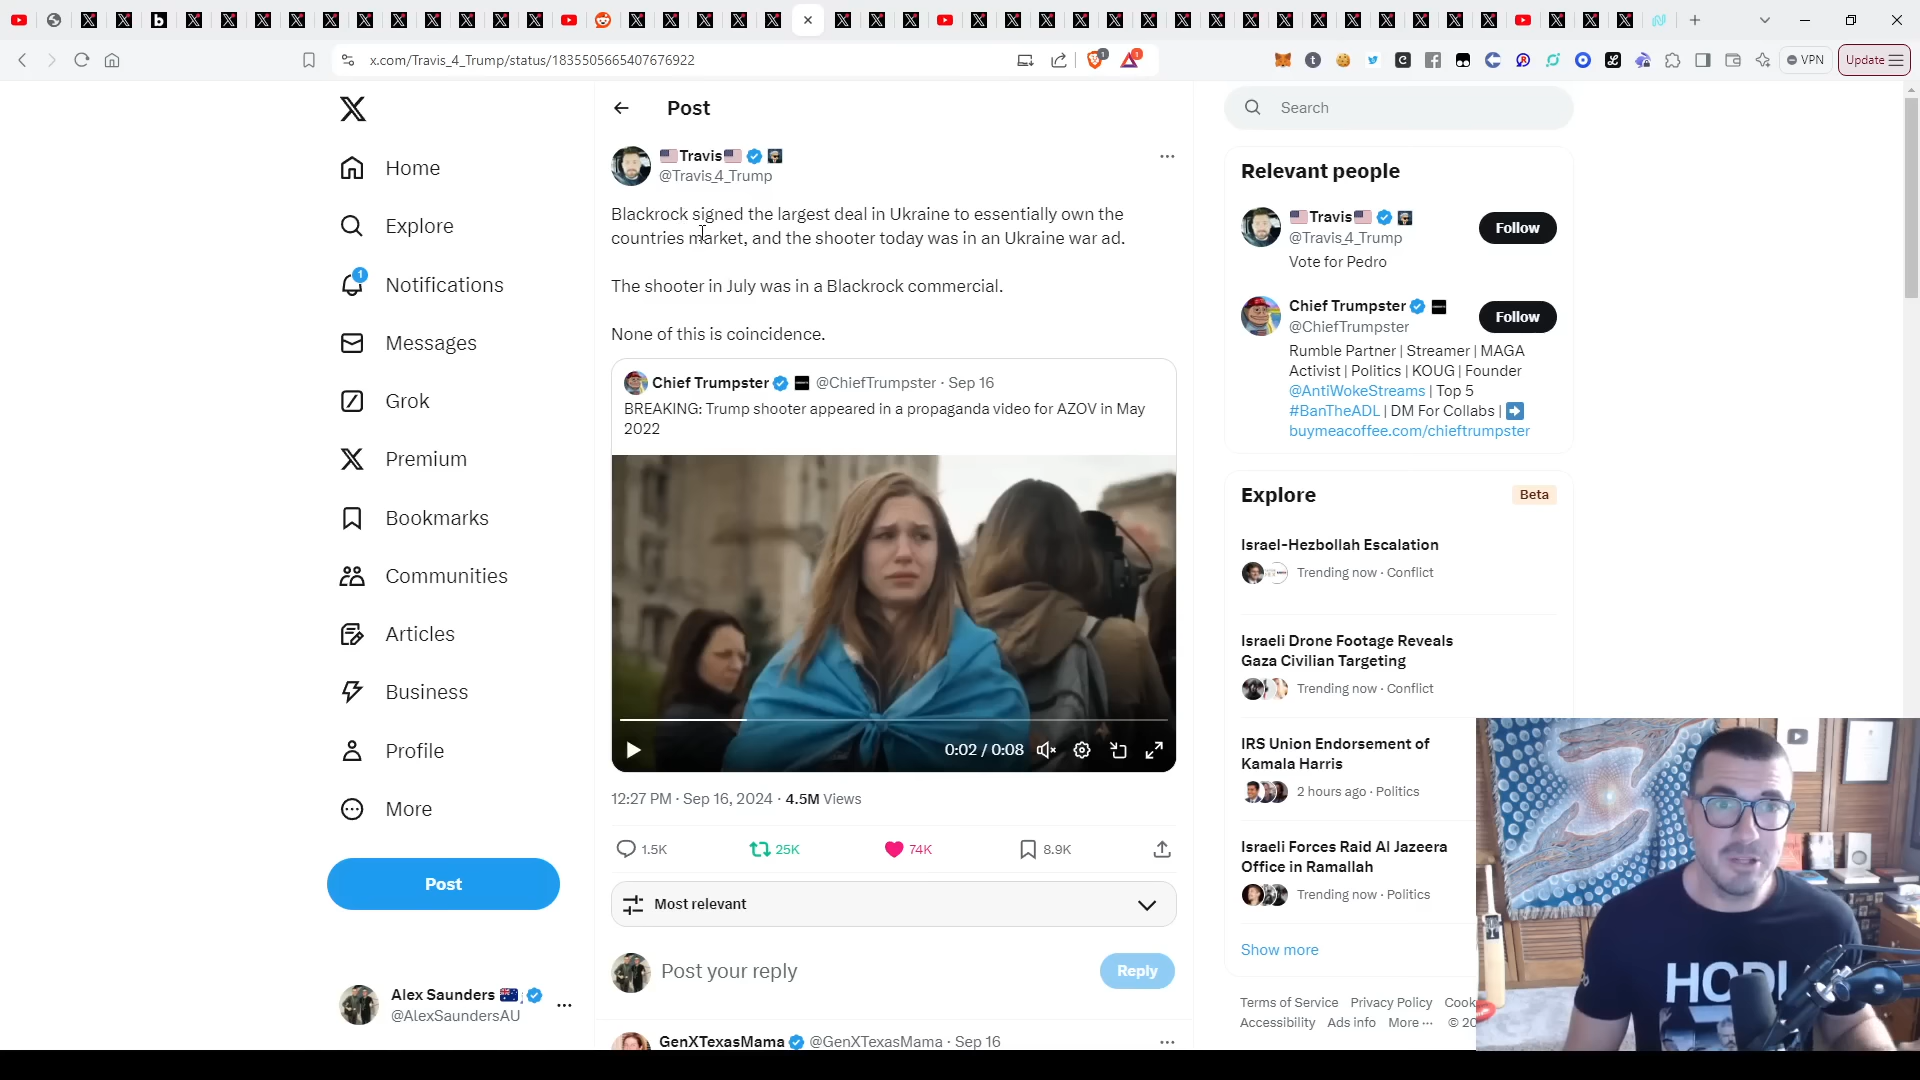 x.com/Travis_4_Trump/status/1835505665407676922
1
1
VPN
Update
Home
Explore
1
Notifications
Messages
Grok
Premium
Bookmarks
Communities
Articles
Business
Profile
More
Post
Alex Saunders
@AlexSaundersAU
Post
Travis
@Travis_4_Trump
Blackrock signed the largest deal in Ukraine to essentially own the
countries market, and the shooter today was in an Ukraine war ad.
The shooter in July was in a Blackrock commercial.
None of this is coincidence.
Chief Trumpster @ChiefTrumpster · Sep 16
BREAKING: Trump shooter appeared in a propaganda video for AZOV in May
2022
0:02 / 0:08
12:27 PM · Sep 16, 2024 · 4.5M Views
1.5K 25K 74K 8.9K
Most relevant
Post your reply
Reply
GenXTexasMama @GenXTexasMama · Sep 16
Search
Relevant people
Travis
@Travis_4_Trump
Follow
Vote for Pedro
Chief Trumpster
@ChiefTrumpster
Follow
Rumble Partner | Streamer | MAGA
Activist | Politics | KOUG | Founder
@AntiWokeStreams | Top 5
#BanTheADL | DM For Collabs |
buymeacoffee.com/chieftrumpster
Explore
Beta
Israel-Hezbollah Escalation
Trending now · Conflict
Israeli Drone Footage Reveals
Gaza Civilian Targeting
Trending now · Conflict
IRS Union Endorsement of
Kamala Harris
2 hours ago · Politics
Israeli Forces Raid Al Jazeera
Office in Ramallah
Trending now · Politics
Show more
Terms of Service Privacy Policy Cook
Accessibility Ads info More ··· © 20
HODL